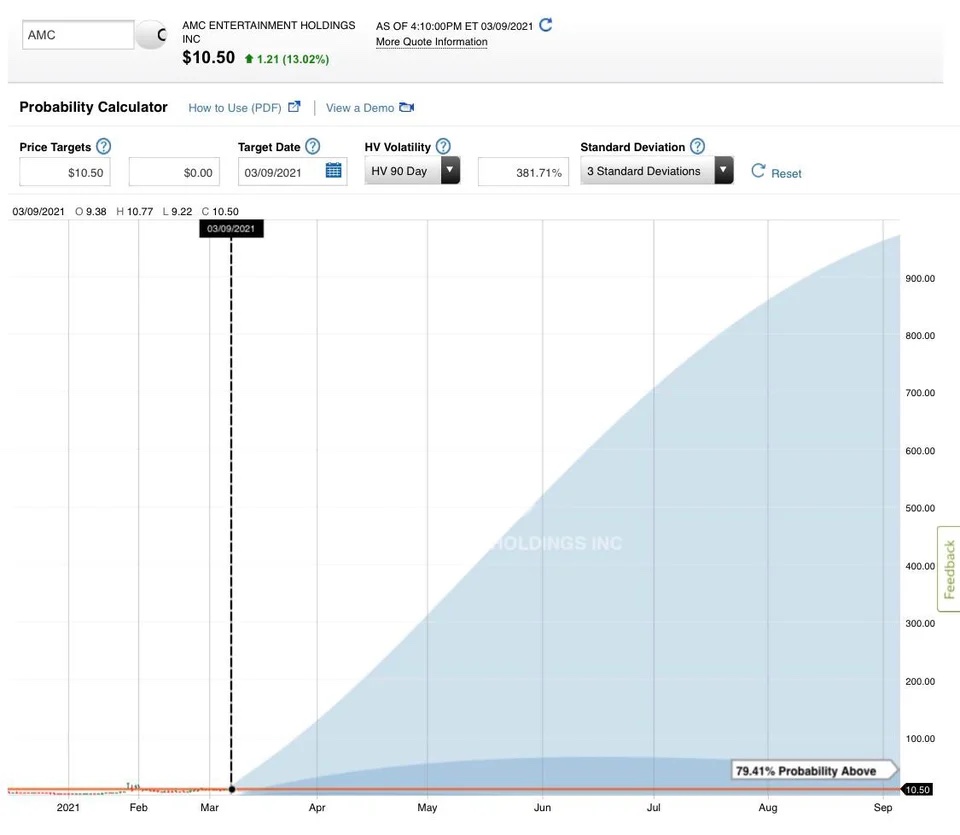 AMC
C
AMC ENTERTAINMENT HOLDINGS
INC
$10.50 1.21 (13.02%)
AS OF 4:10:00PM ET 03/09/2021
More Quote Information
Probability Calculator How to Use (PDF) | View a Demo
Price Targets ? Target Date ? HV Volatility ? Standard Deviation ?
$10.50 $0.00 03/09/2021 HV 90 Day 381.71% 3 Standard Deviations Reset
03/09/2021 O 9.38 H 10.77 L 9.22 C 10.50
03/09/2021
900.00
800.00
700.00
600.00
500.00
HOLDINGS INC
400.00
Feedback
300.00
200.00
100.00
79.41% Probability Above
10.50
2021 Feb Mar Apr May Jun Jul Aug Sep